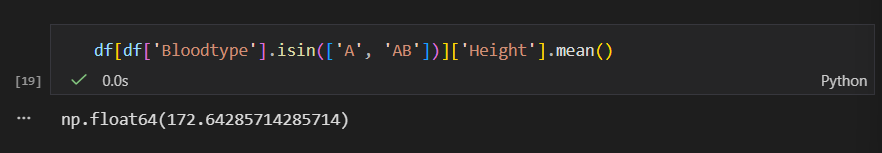 df[df['Bloodtype'].isin(['A', 'AB'])]['Height'].mean()
[19]
0.0s
Python
...
np.float64(172.64285714285714)